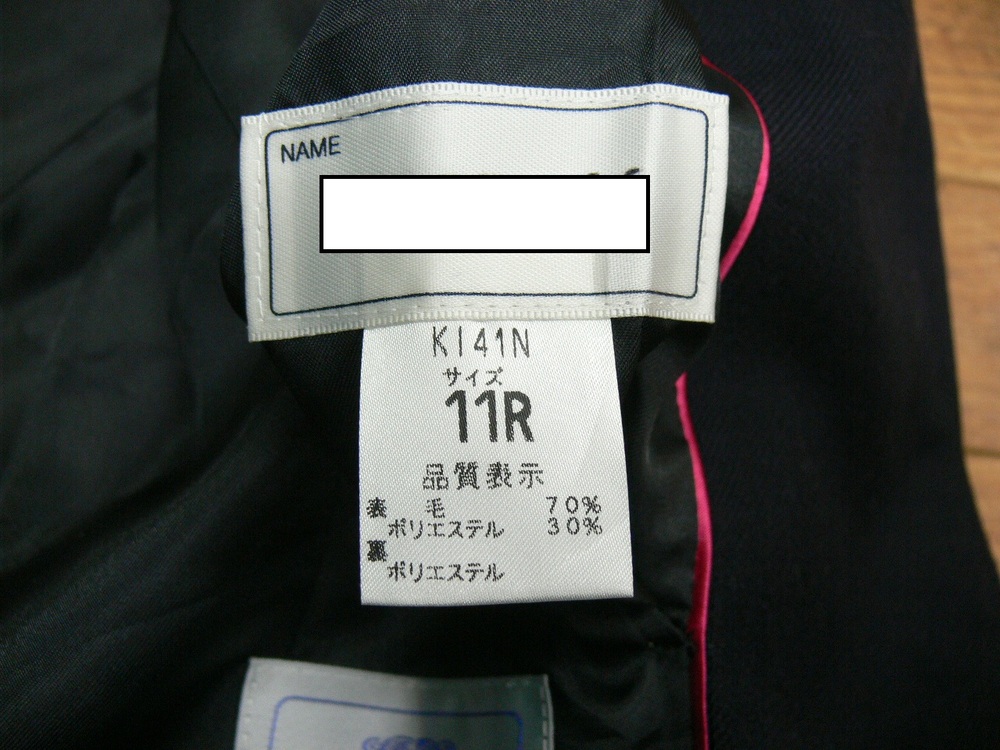 NAME
KI41N
サイズ
11R
品質表示
表 毛 70%
ポリエステル 30%
裏
ポリエステル